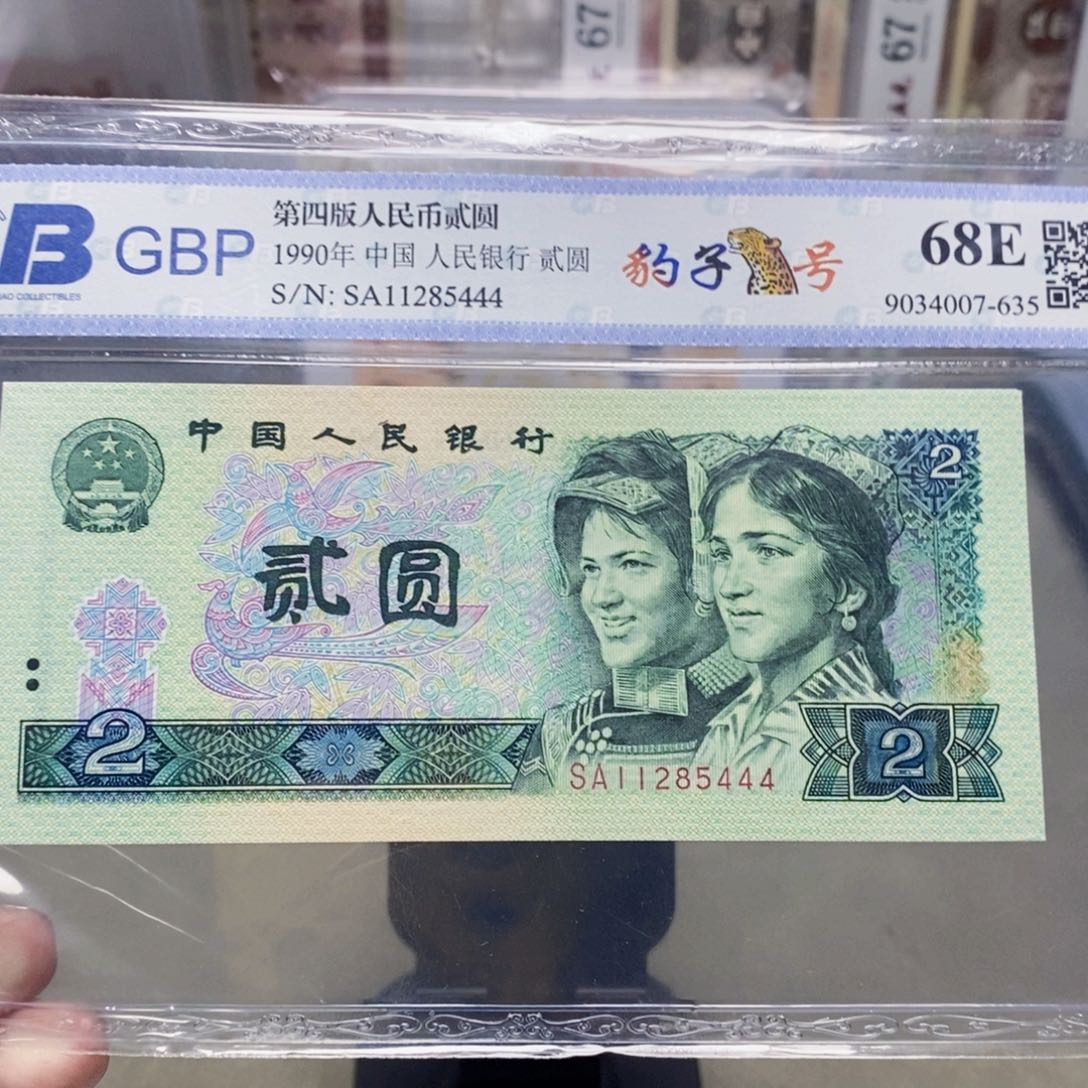 67
67
GBP
第四版人民币贰圆
1990年 中国 人民银行 贰圆
S/N: SA11285444
豹子号
68E
9034007-635
中国人民银行
2
贰圆
2
SA11285444
2